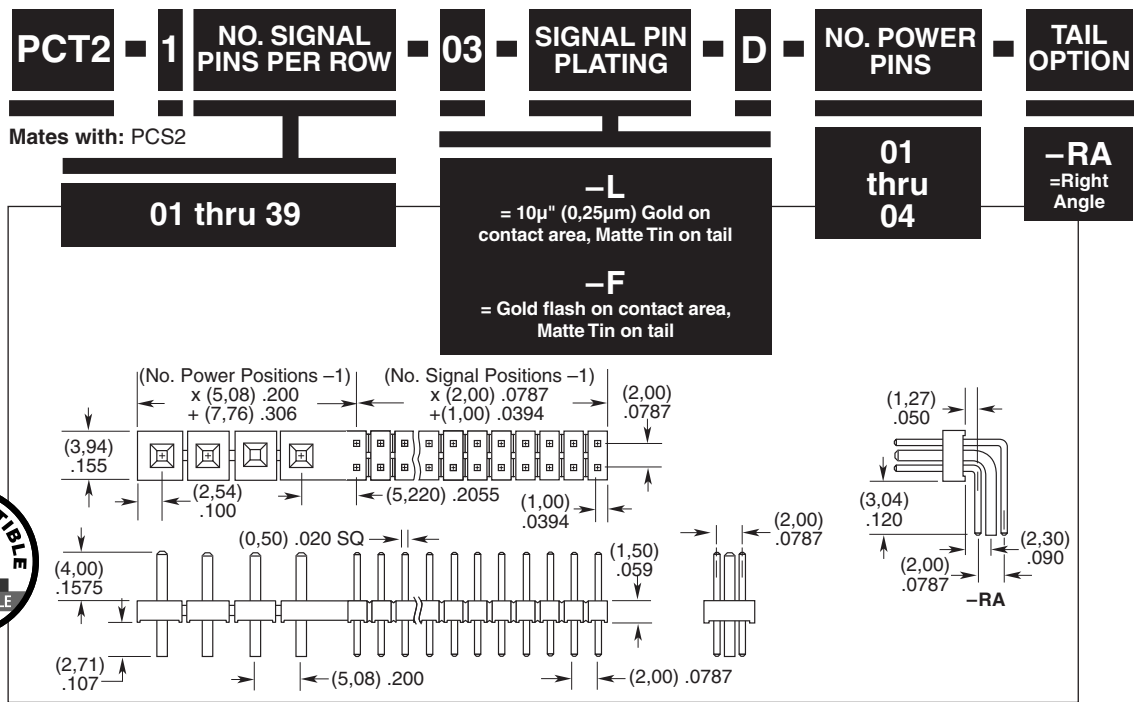 PCT2 - 1 NO. SIGNAL PINS PER ROW - 03 - SIGNAL PIN PLATING - D - NO. POWER PINS - TAIL OPTION
Mates with: PCS2
01 thru 39
–L
= 10µ" (0,25µm) Gold on
contact area, Matte Tin on tail
–F
= Gold flash on contact area,
Matte Tin on tail
01
thru
04
–RA
=Right
Angle
(No. Power Positions –1)
x (5,08) .200
+ (7,76) .306
(No. Signal Positions –1)
x (2,00) .0787
+(1,00) .0394
(2,00)
.0787
(3,94)
.155
(2,54)
.100
(5,220) .2055
(1,00)
.0394
(1,27)
.050
(3,04)
.120
(2,00)
.0787
(2,30)
.090
–RA
(0,50) .020 SQ
(4,00)
.1575
(1,50)
.059
(2,00)
.0787
(2,71)
.107
(5,08) .200
(2,00) .0787